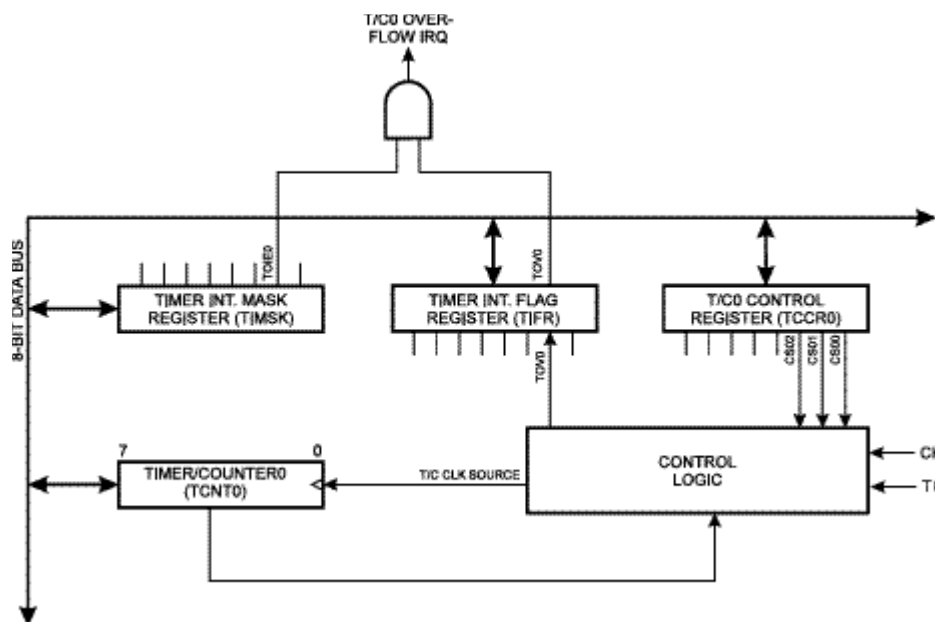 T/C0 OVER-
FLOW IRQ
8-BIT DATA BUS
TOIE0
TOV0
TIMER INT. MASK
REGISTER (TIMSK)
TIMER INT. FLAG
REGISTER (TIFR)
T/C0 CONTROL
REGISTER (TCCR0)
TOV0
CS02
CS01
CS00
7
0
TIMER/COUNTER0
(TCNT0)
T/C CLK SOURCE
CONTROL
LOGIC